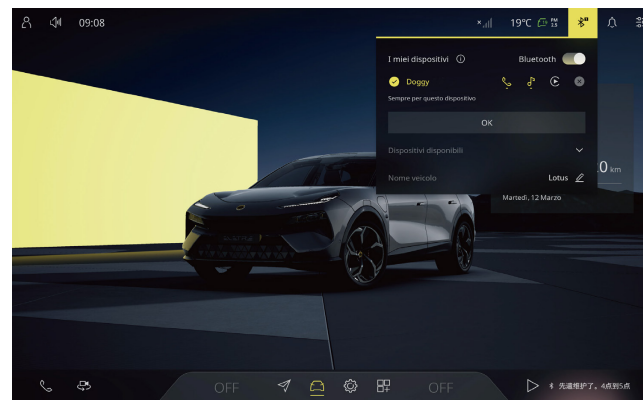 09:08
19°C PM 2.5
I miei dispositivi Bluetooth
Doggy
Sempre per questo dispositivo
OK
Dispositivi disponibili
.0 km
Nome veicolo Lotus
Martedì, 12 Marzo
OFF OFF
先道维护了，4点到5点